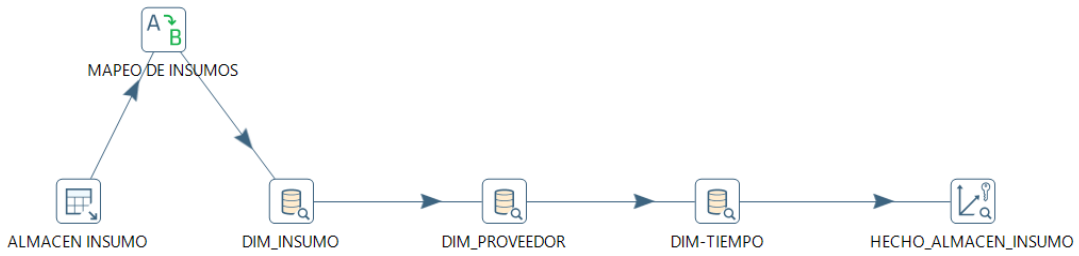 A
B
MAPEO DE INSUMOS
ALMACEN INSUMO
DIM_INSUMO
DIM_PROVEEDOR
DIM-TIEMPO
HECHO_ALMACEN_INSUMO